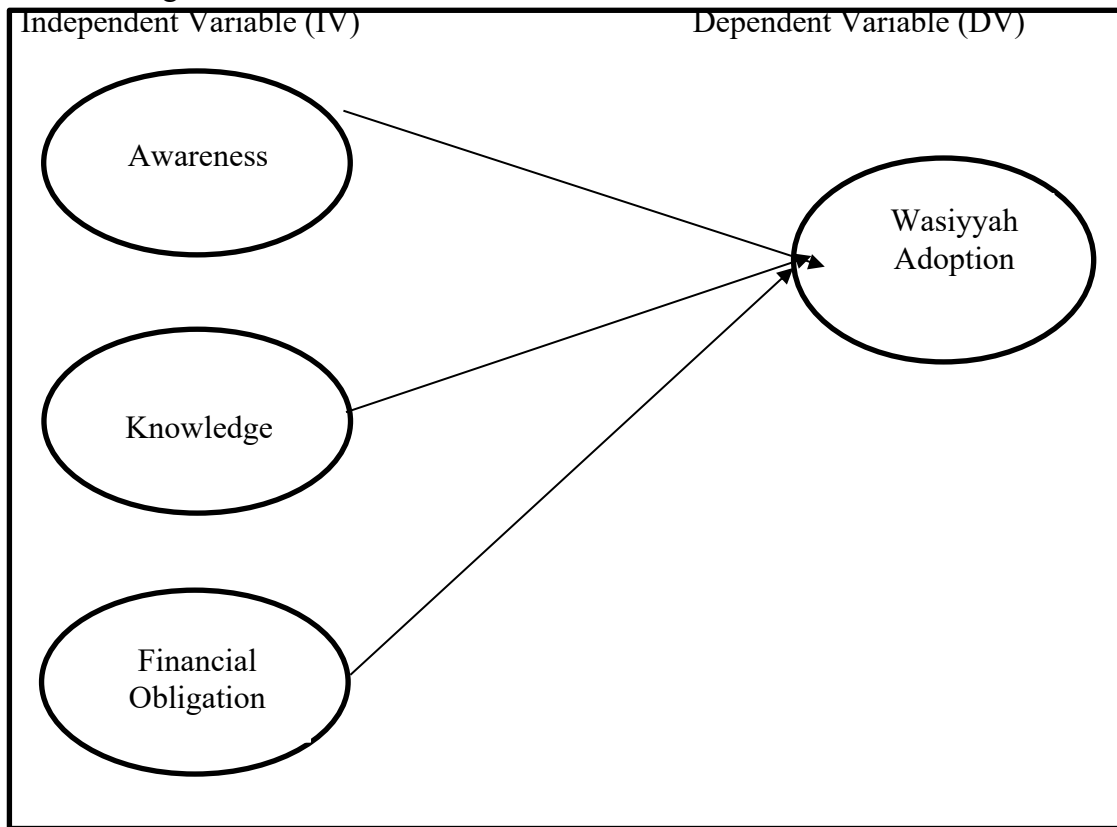 Independent Variable (IV)
Dependent Variable (DV)
Awareness
Wasiyyah
Adoption
Knowledge
Financial
Obligation